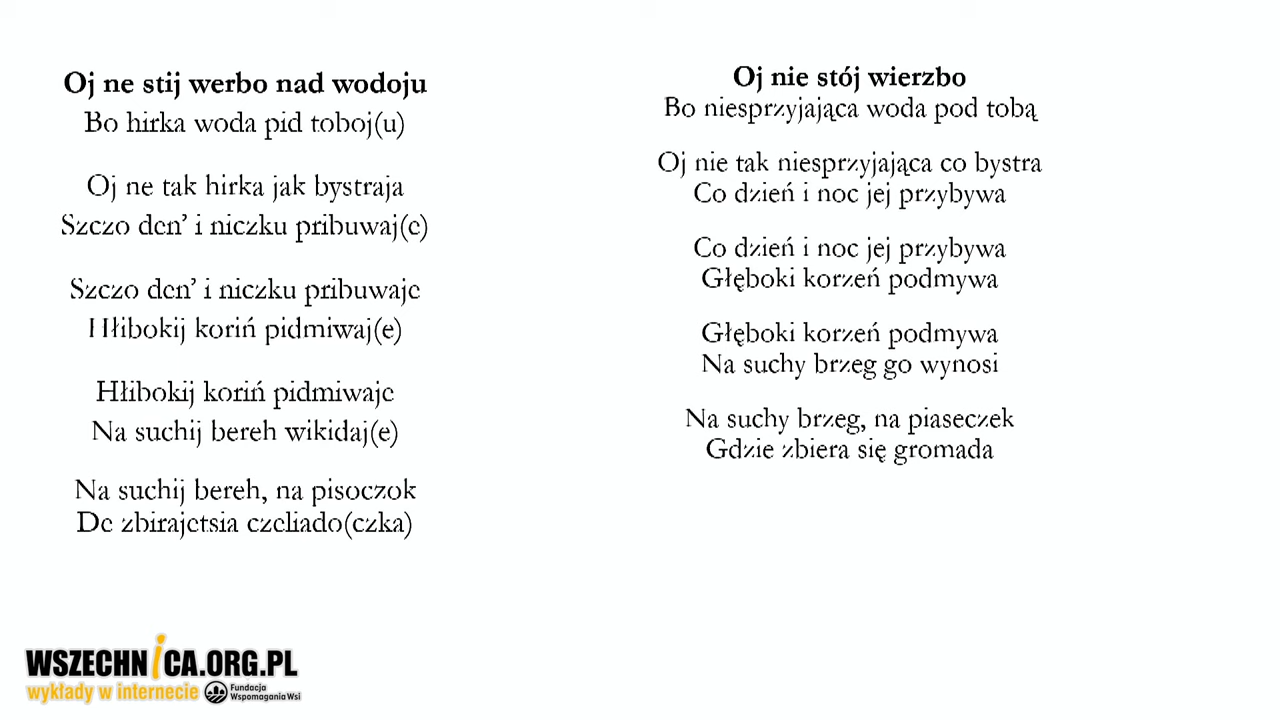 Oj ne stij werbo nad wodoju
Bo hirka woda pid toboj(u)
Oj ne tak hirka jak bystraja
Szczo den' i niczku pribuwaj(e)
Szczo den' i niczku pribuwaje
Hłibokij koriń pidmiwaj(e)
Hłibokij koriń pidmiwaje
Na suchij bereh wikidaj(e)
Na suchij bereh, na pisoczok
De zbirajetsia czeliado(czka)
Oj nie stój wierzbo
Bo niesprzyjająca woda pod tobą
Oj nie tak niesprzyjająca co bystra
Co dzień i noc jej przybywa
Co dzień i noc jej przybywa
Głęboki korzeń podmywa
Głęboki korzeń podmywa
Na suchy brzeg go wynosi
Na suchy brzeg, na piaseczek
Gdzie zbiera się gromada
WSZECHNiCA.ORG.PL
wykłady w internecie
Fundacja
Wspomagania Wsi